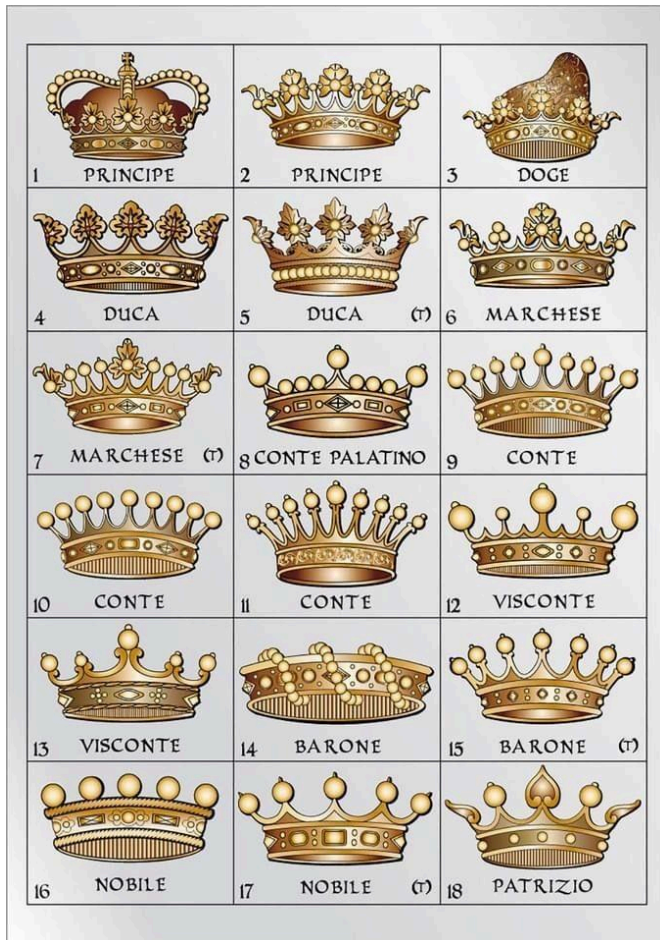 1 PRINCIPE
2 PRINCIPE
3 DOGE
4 DUCA
5 DUCA (T)
6 MARCHESE
7 MARCHESE (T)
8 CONTE PALATINO
9 CONTE
10 CONTE
11 CONTE
12 VISCONTE
13 VISCONTE
14 BARONE
15 BARONE (T)
16 NOBILE
17 NOBILE (T)
18 PATRIZIO